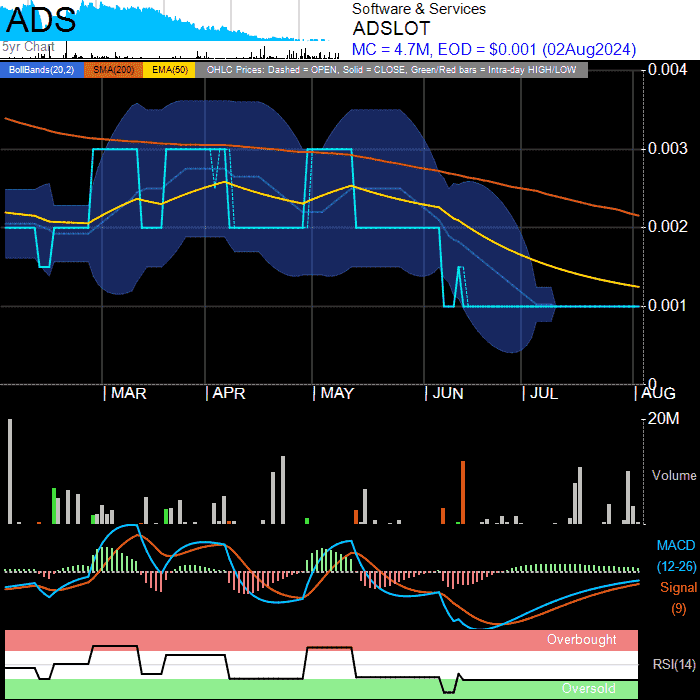 ADS
5yr Chart
Software & Services
ADSLOT
MC = 4.7M, EOD = $0.001 (02Aug2024)
BollBands(20,2) SMA(200) EMA(50) OHLC Prices: Dashed = OPEN, Solid = CLOSE, Green/Red bars = Intra-day HIGH/LOW
0.004
0.003
0.002
0.001
0
MAR APR MAY JUN JUL AUG
20M
Volume
MACD
(12-26)
Signal
(9)
Overbought
RSI(14)
Oversold